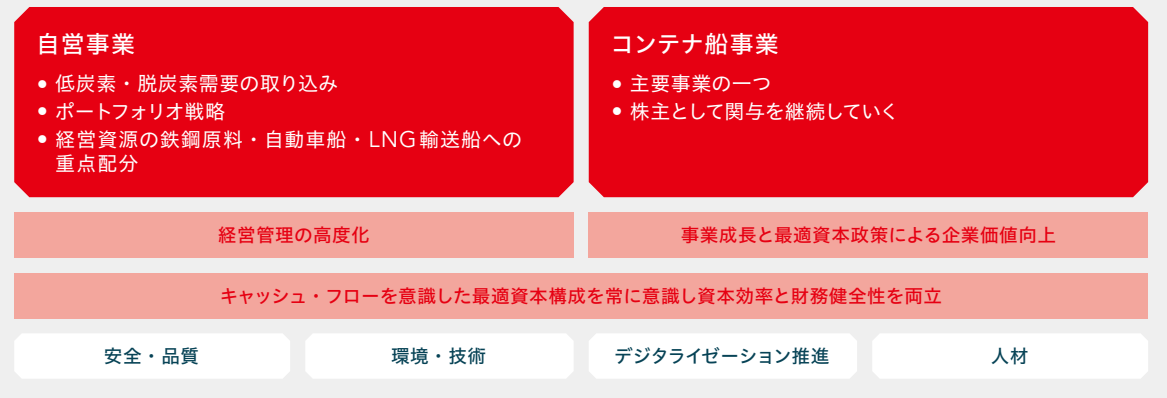 自営事業
• 低炭素・脱炭素需要の取り込み
• ポートフォリオ戦略
• 経営資源の鉄鋼原料・自動車船・LNG輸送船への
重点配分
コンテナ船事業
• 主要事業の一つ
• 株主として関与を継続していく
経営管理の高度化
事業成長と最適資本政策による企業価値向上
キャッシュ・フローを意識した最適資本構成を常に意識し資本効率と財務健全性を両立
安全・品質
環境・技術
デジタライゼーション推進
人材